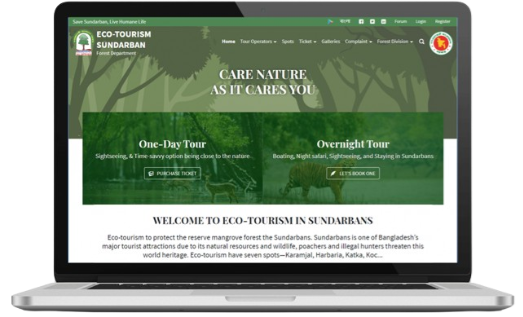 Save Sundarban, Live Humane Life
বাংলা
Forum
Login
Register
ECO-TOURISM
SUNDARBAN
Forest Department
Home
Tour Operators
Spots
Ticket
Galleries
Complaint
Forest Division
CARE NATURE
AS IT CARES YOU
One-Day Tour
Sightseeing, & Time-savvy option being close to the nature
PURCHASE TICKET
Overnight Tour
Boating, Night safari, Sightseeing, and Staying in Sundarbans
LET'S BOOK ONE
WELCOME TO ECO-TOURISM IN SUNDARBANS
Eco-tourism to protect the reserve mangrove forest the Sundarbans. Sundarbans is one of Bangladesh's
major tourist attractions due to its natural resources and wildlife, poachers and illegal hunters threaten this
world heritage. Eco-tourism have seven spots—Karamjal, Harbaria, Katka, Koc...